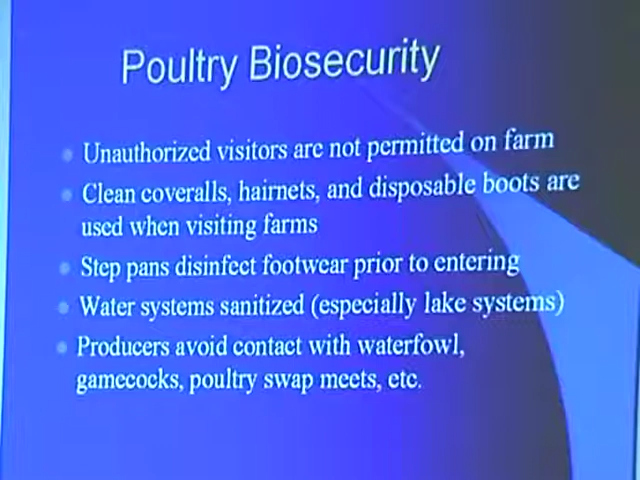 Poultry Biosecurity
Unauthorized visitors are not permitted on farm
Clean coveralls, hairnets, and disposable boots are
used when visiting farms
Step pans disinfect footwear prior to entering
Water systems sanitized (especially lake systems)
Producers avoid contact with waterfowl,
gamecocks, poultry swap meets, etc.